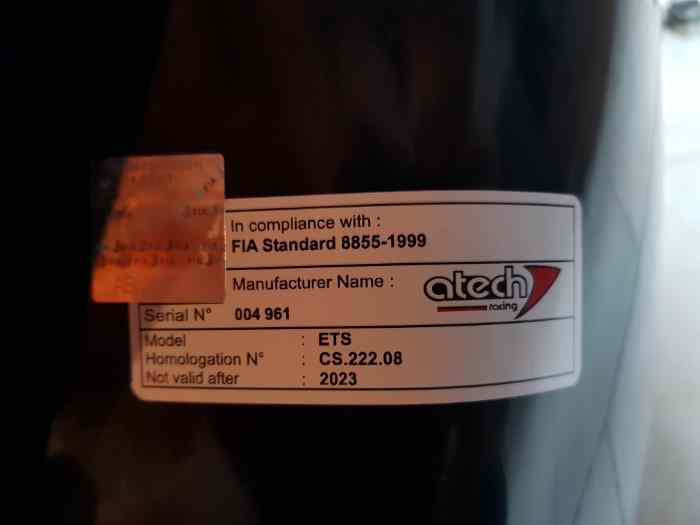 In compliance with :
FIA Standard 8855-1999
Manufacturer Name :
atech
racing
Serial N° 004 961
Model : ETS
Homologation N° : CS.222.08
Not valid after : 2023